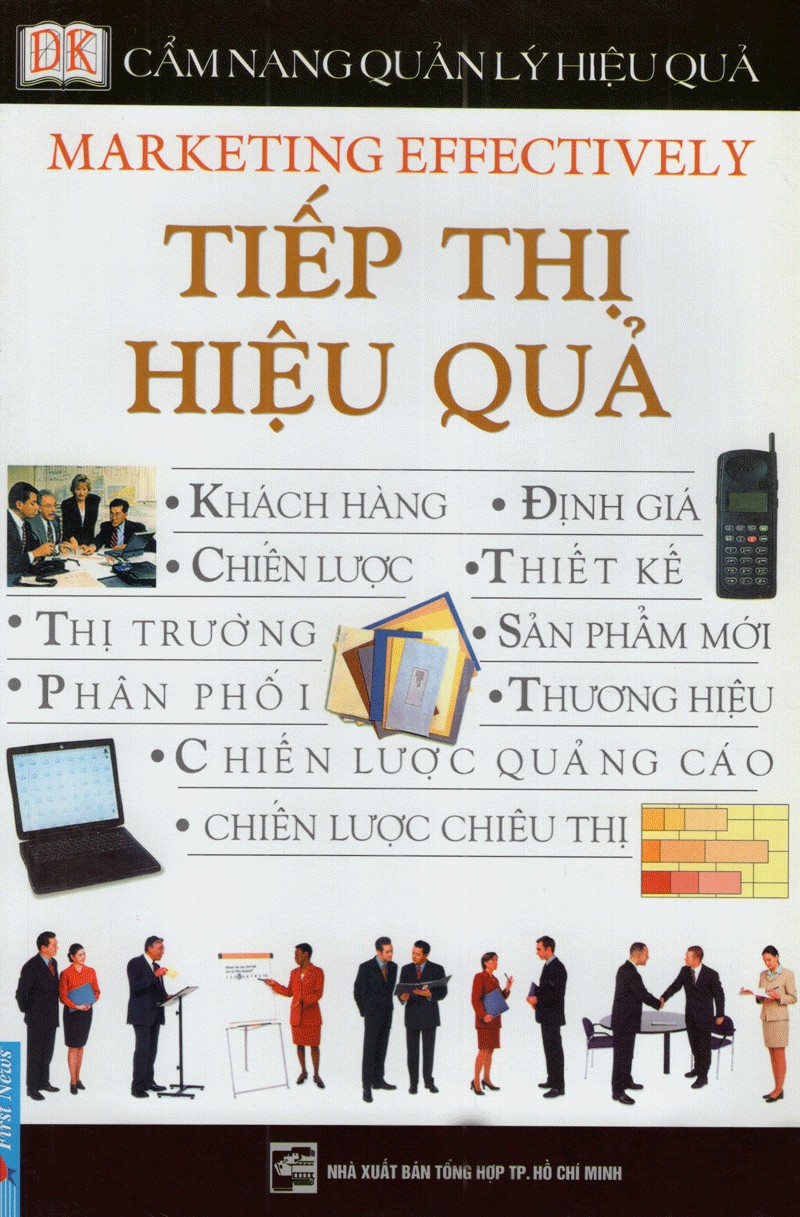 DK
CẨM NANG QUẢN LÝ HIỆU QUẢ
MARKETING EFFECTIVELY
TIẾP THỊ
HIỆU QUẢ
• KHÁCH HÀNG • ĐỊNH GIÁ
• CHIẾN LƯỢC • THIẾT KẾ
• THỊ TRƯỜNG • SẢN PHẨM MỚI
• PHÂN PHỐI • THƯƠNG HIỆU
• CHIẾN LƯỢC QUẢNG CÁO
• CHIẾN LƯỢC CHIÊU THỊ
FIRST NEWS
NHÀ XUẤT BẢN TỔNG HỢP TP. HỒ CHÍ MINH